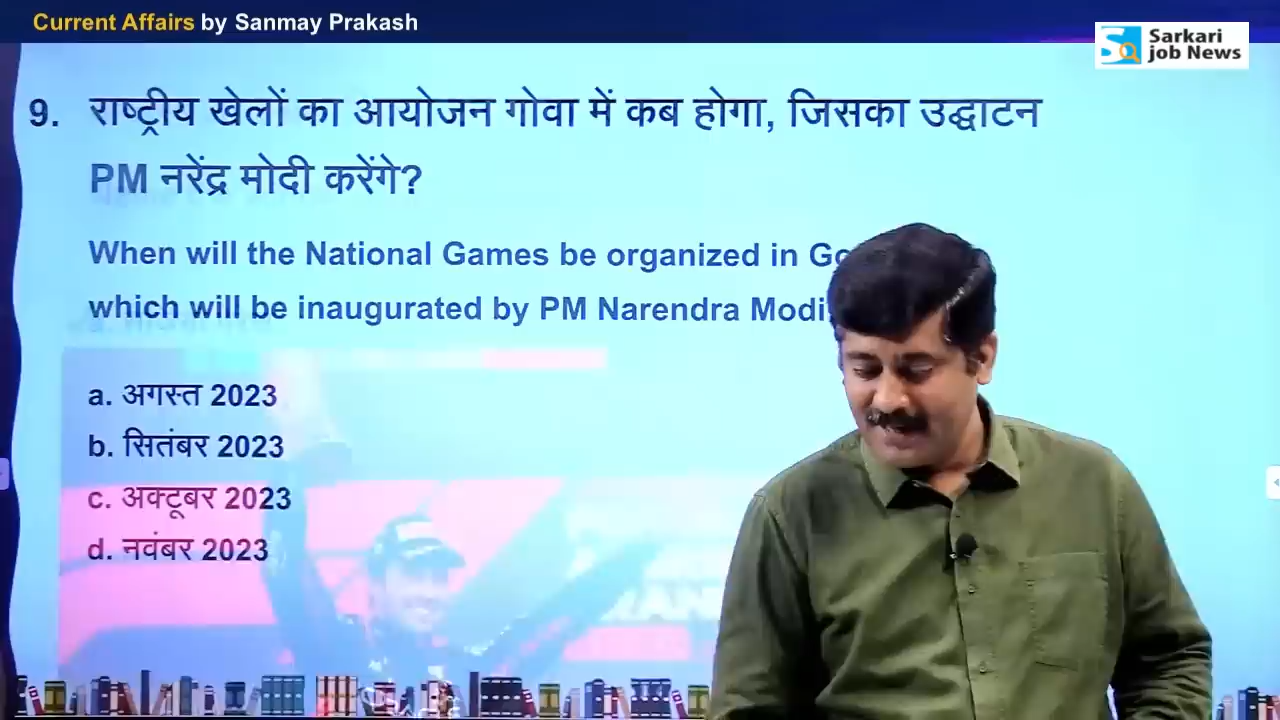 Current Affairs by Sanmay Prakash
Sarkari
job News
9. राष्ट्रीय खेलों का आयोजन गोवा में कब होगा, जिसका उद्घाटन
PM नरेंद्र मोदी करेंगे?
When will the National Games be organized in
which will be inaugurated by PM Narendra Modi
a. अगस्त 2023
b. सितंबर 2023
c. अक्टूबर 2023
d. नवंबर 2023